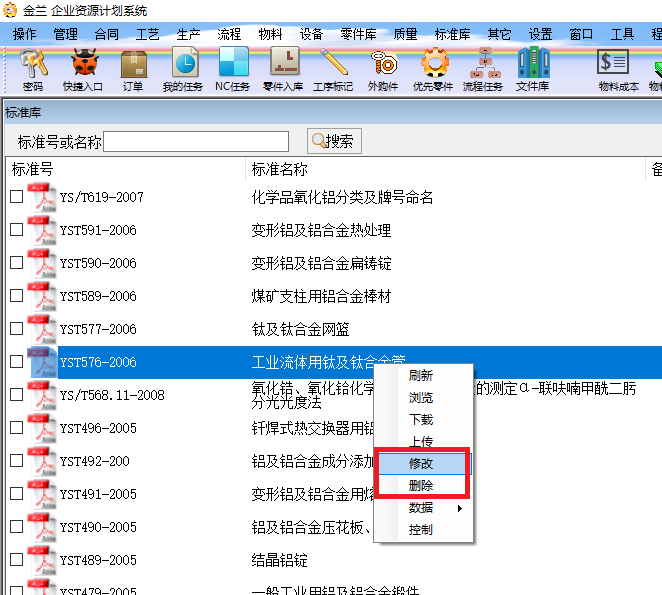 金兰 企业资源计划系统
操作 管理 合同 工艺 生产 流程 物料 设备 零件库 质量 标准库 其它 设置 窗口 工具 程
密码 快捷入口 订单 我的任务 NC任务 零件入库 工序标记 外购件 优先零件 流程任务 文件库 物料成本 物
标准库
标准号或名称 搜索
标准号 标准名称 备
YS/T619-2007 化学品氧化铝分类及牌号命名
YST591-2006 变形铝及铝合金热处理
YST590-2006 变形铝及铝合金扁铸锭
YST589-2006 煤矿支柱用铝合金棒材
YST577-2006 钛及钛合金网篮
YST576-2006 工业流体用钛及钛合金管
YS/T568.11-2008 氧化锆、氧化铪化学 的测定α-联呋喃甲酰二肟
分光光度法
YST496-2005 钎焊式热交换器用铝
YST492-200 铝及铝合金成分添加
YST491-2005 变形铝及铝合金用熔
YST490-2005 铝及铝合金压花板、
YST489-2005 结晶铝锭
YST479-2005 一般工业用铝及铝合金锻件
刷新
浏览
下载
上传
修改
删除
数据
控制